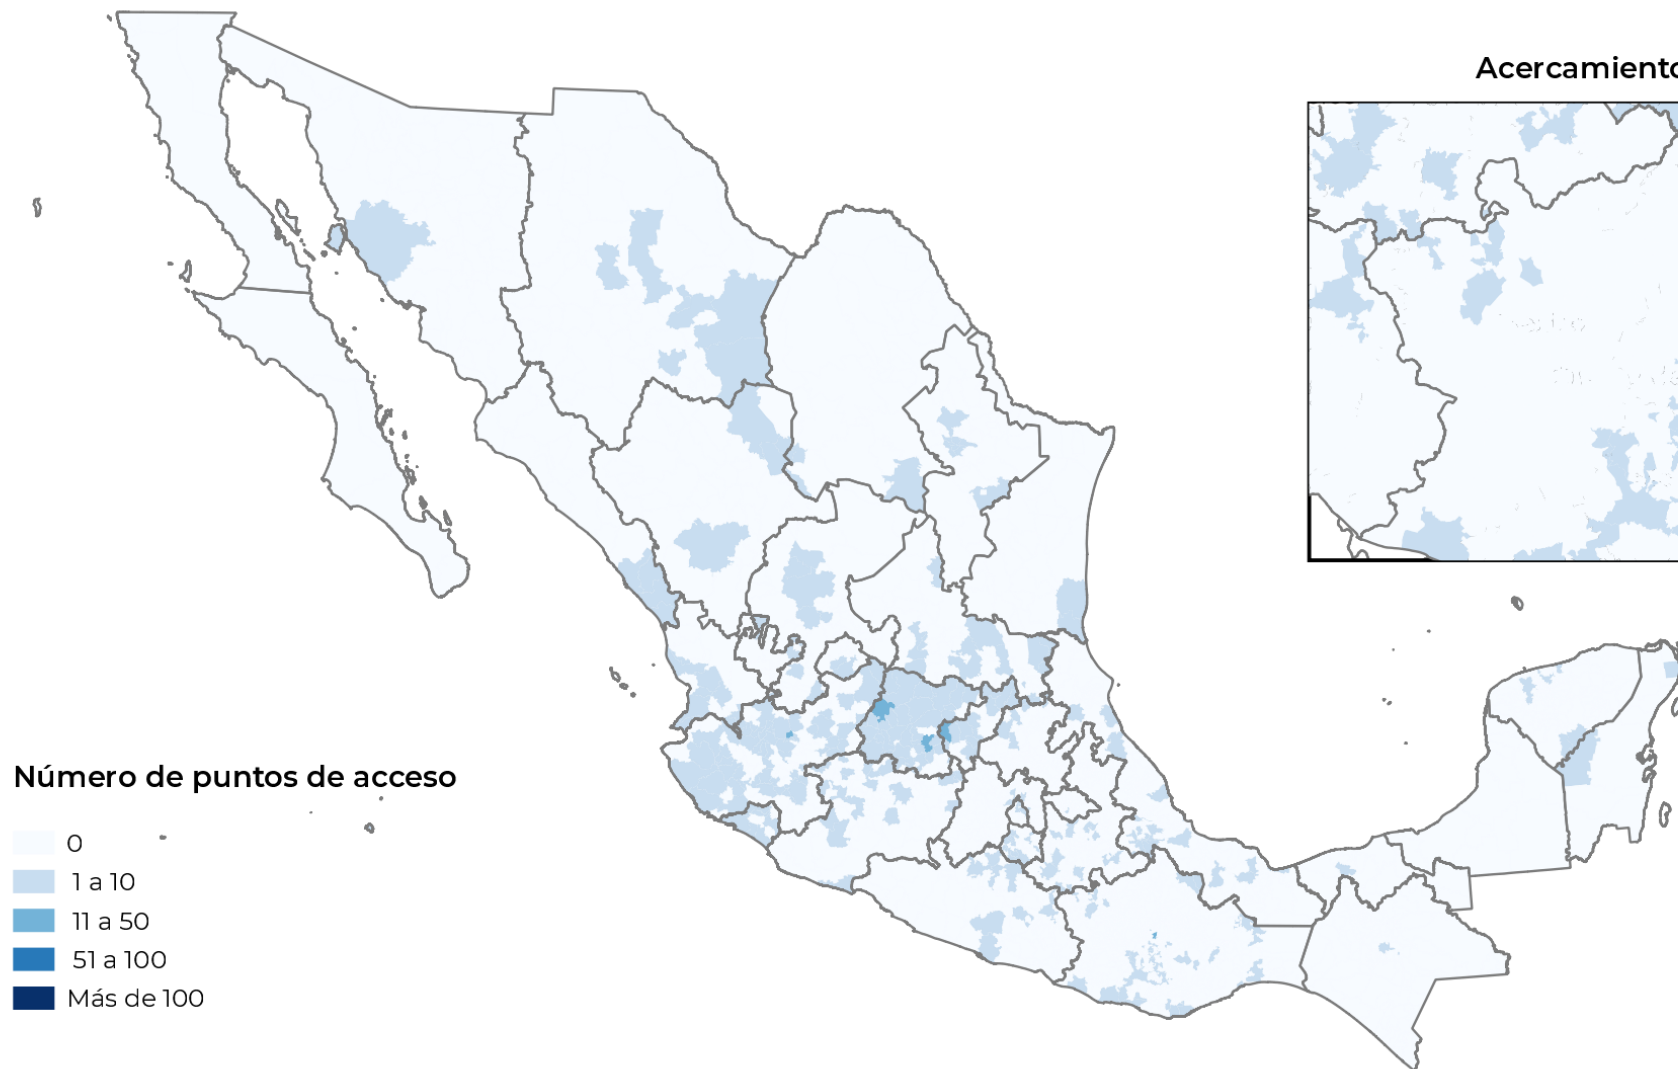 Acercamiento
Número de puntos de acceso
0
1 a 10
11 a 50
51 a 100
Más de 100